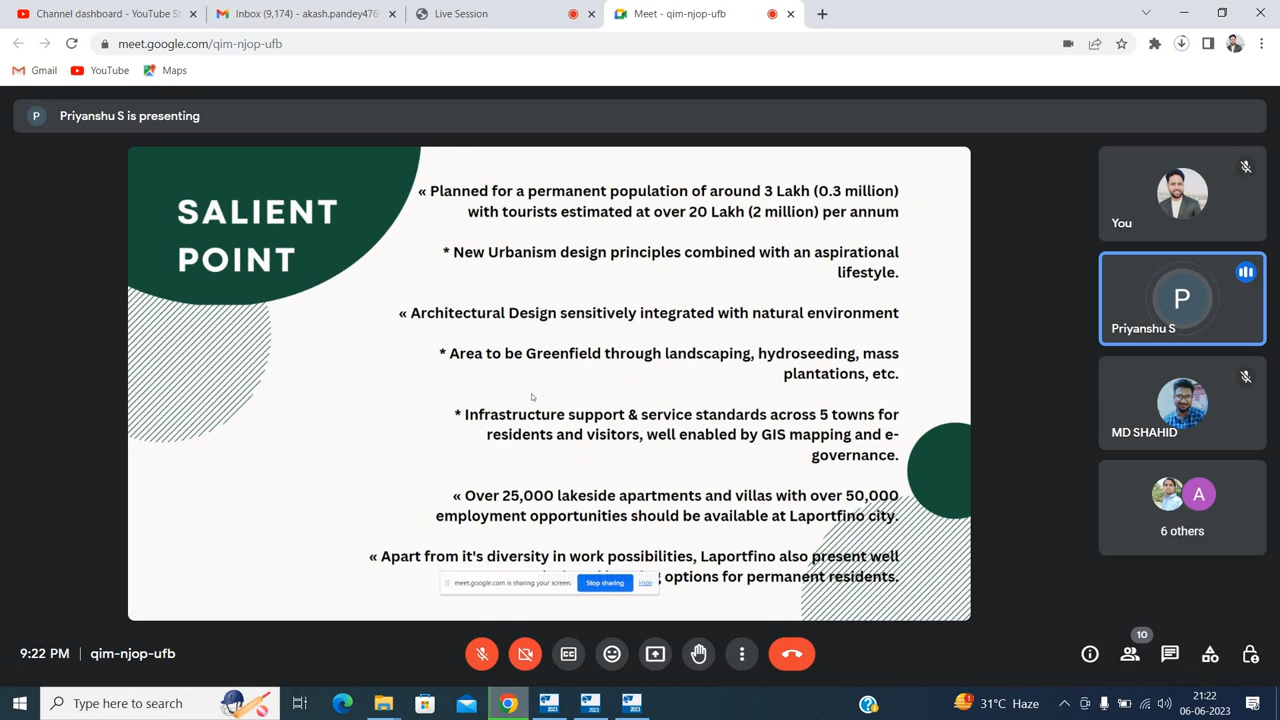 Channel dashboard - YouTube S
Inbox (9,174) - akash.pandey476
Live Session
Meet - qim-njop-ufb
meet.google.com/qim-njop-ufb
Gmail
YouTube
Maps
P
Priyanshu S is presenting
SALIENT
POINT
« Planned for a permanent population of around 3 Lakh (0.3 million)
with tourists estimated at over 20 Lakh (2 million) per annum
* New Urbanism design principles combined with an aspirational
lifestyle.
« Architectural Design sensitively integrated with natural environment
* Area to be Greenfield through landscaping, hydroseeding, mass
plantations, etc.
* Infrastructure support & service standards across 5 towns for
residents and visitors, well enabled by GIS mapping and e-
governance.
« Over 25,000 lakeside apartments and villas with over 50,000
employment opportunities should be available at Laportfino city.
« Apart from it's diversity in work possibilities, Laportfino also present well
options for permanent residents.
meet.google.com is sharing your screen.
Stop sharing
Hide
You
P
Priyanshu S
MD SHAHID
A
6 others
9:22 PM | qim-njop-ufb
10
Type here to search
2023
2023
2023
31°C Haze
21:22
06-06-2023